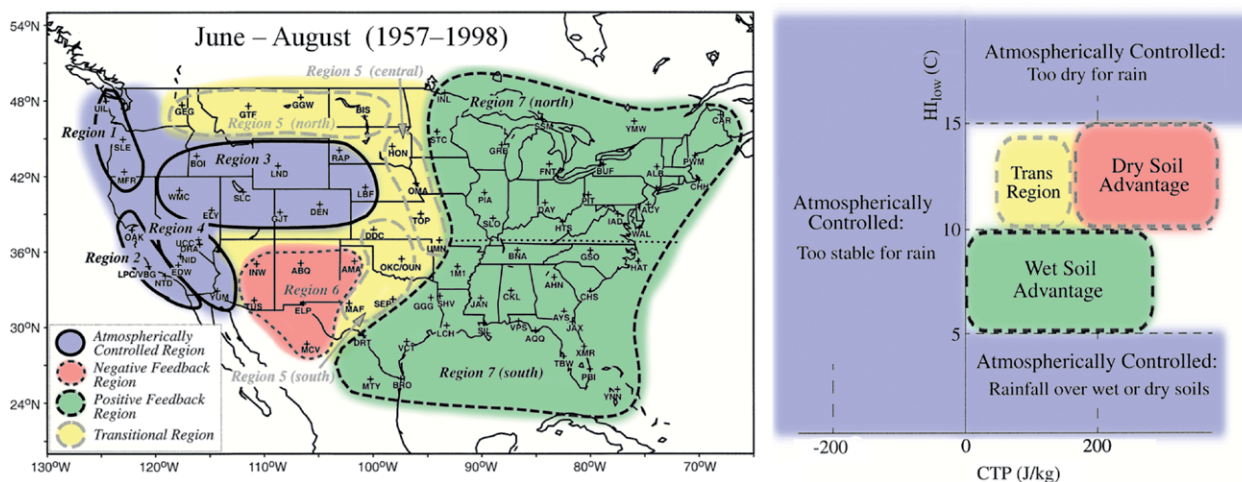 June – August (1957–1998)
54°N
48°N
42°N
36°N
30°N
24°N
130°W
120°W
110°W
100°W
90°W
80°W
70°W
Region 5 (central)
Region 7 (north)
Region 5 (north)
Region 1
Region 3
Region 4
Region 2
Region 6
Region 5 (south)
Region 7 (south)
UIL
GEG
GTF
GGW
BIS
INL
CAR
SLE
STC
SSM
YMW
GRB
HON
PWM
MFR
BOI
LND
RAP
FNT
BUF
ALB
CHH
WMC
SLC
LBF
OMA
PIA
PIT
ACY
ELY
GJT
DEN
TOP
SLO
DAY
HTS
IAD
WAL
OAK
UCC
DRA
NID
DDC
UMN
BNA
GSO
HAT
LPC/VBG
EDW
NTD
INW
ABQ
AMA
OKC/OUN
1M1
AHN
YUM
TUS
ELP
MAF
SEP
GGG
SHV
JAN
CKL
CHS
AYS
JAX
MCV
DRT
LCH
SIL
VPS
AQQ
VCT
TBW
XMR
PBI
MTY
BRO
YNN
Atmospherically
Controlled Region
Negative Feedback
Region
Positive Feedback
Region
Transitional Region
HIlow (C)
Atmospherically Controlled:
Too dry for rain
15
Trans
Region
Dry Soil
Advantage
Atmospherically
Controlled:
Too stable for rain
10
Wet Soil
Advantage
5
Atmospherically Controlled:
Rainfall over wet or dry soils
-200
0
200
CTP (J/kg)